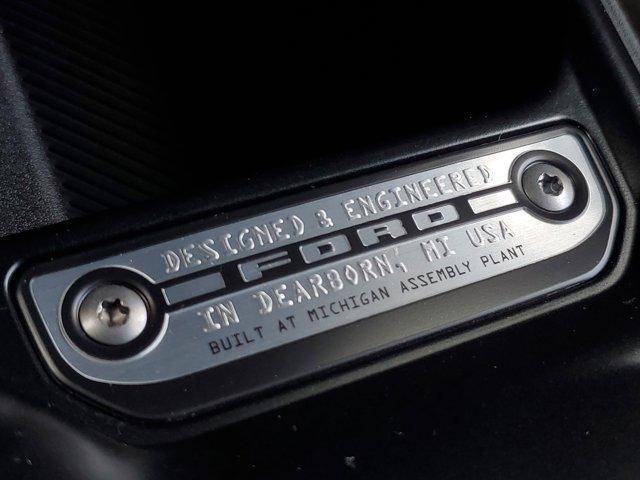 DESIGNED & ENGINEERED
FORD
IN DEARBORN, MI USA
BUILT AT MICHIGAN ASSEMBLY PLANT